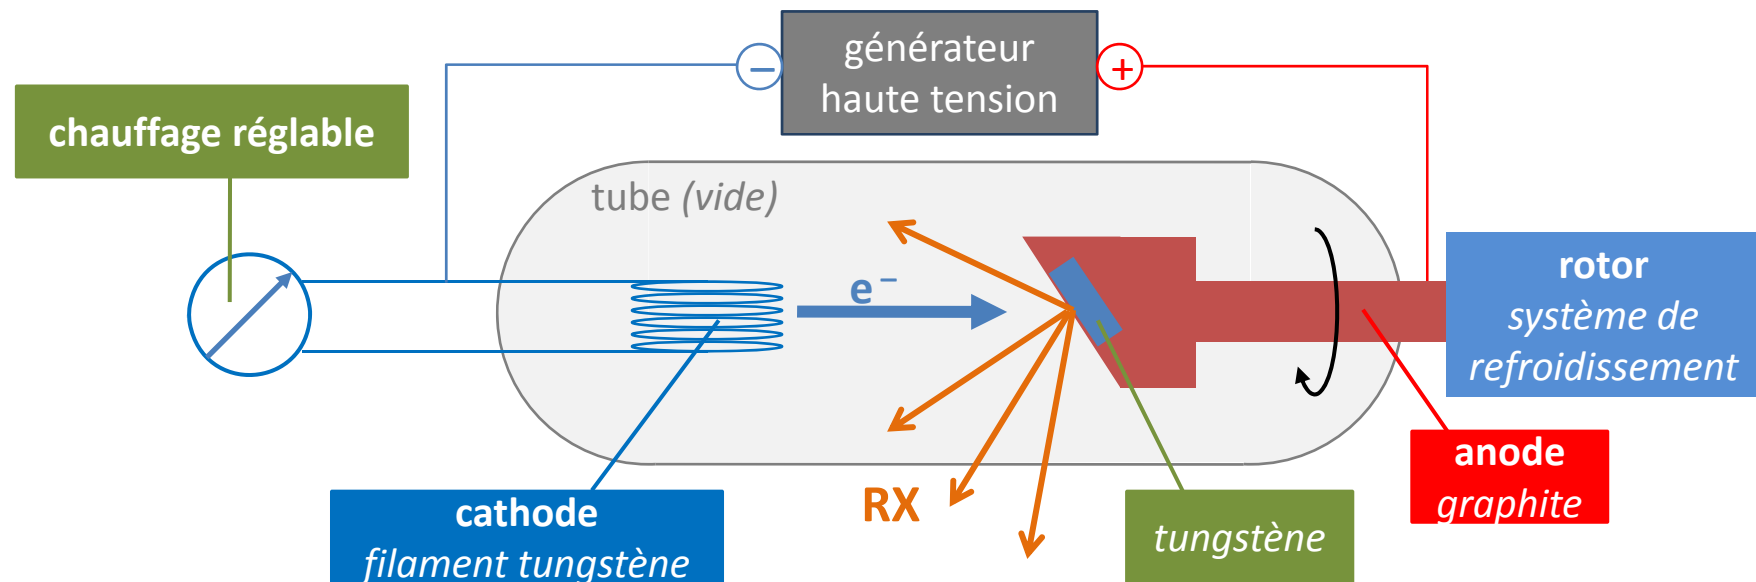 générateur
haute tension
−
+
chauffage réglable
tube (vide)
e⁻
rotor
système de
refroidissement
anode
graphite
RX
cathode
filament tungstène
tungstène